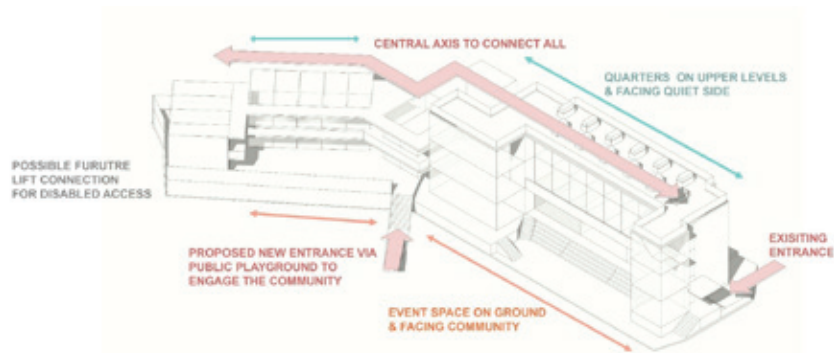 CENTRAL AXIS TO CONNECT ALL
QUARTERS ON UPPER LEVELS
& FACING QUIET SIDE
POSSIBLE FURUTRE
LIFT CONNECTION
FOR DISABLED ACCESS
PROPOSED NEW ENTRANCE VIA
PUBLIC PLAYGROUND TO
ENGAGE THE COMMUNITY
EXISITING
ENTRANCE
EVENT SPACE ON GROUND
& FACING COMMUNITY